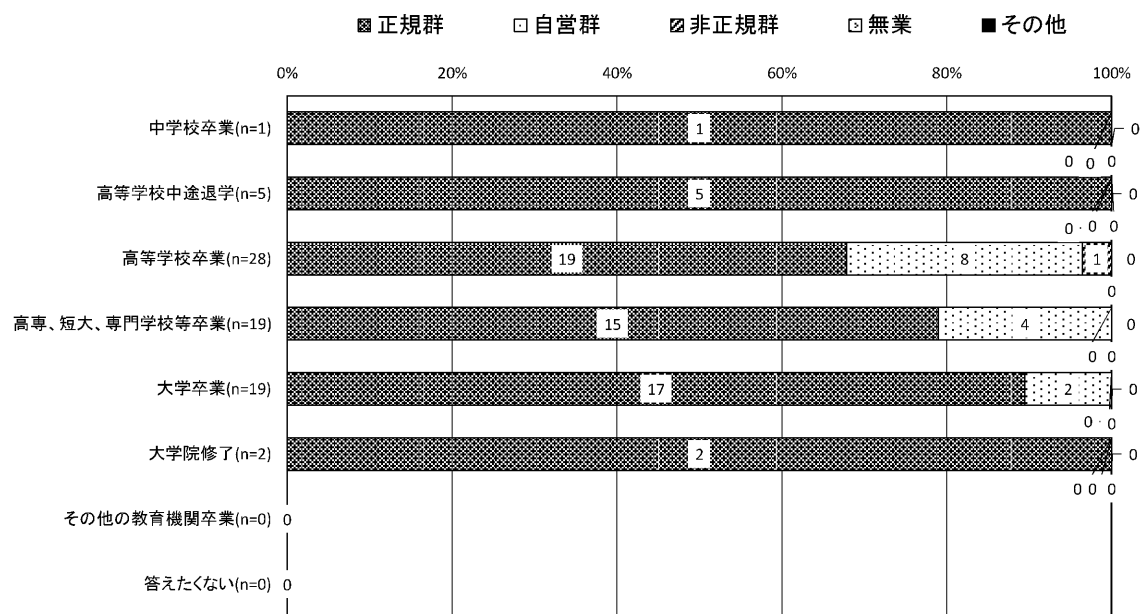 正規群 自営群 非正規群 無業 その他
0% 20% 40% 60% 80% 100%
中学校卒業(n=1) 1 0
0 0 0
高等学校中途退学(n=5) 5 0
0 0 0
高等学校卒業(n=28) 19 8 1 0
0
高専、短大、専門学校等卒業(n=19) 15 4 0
0 0
大学卒業(n=19) 17 2 0
0 0
大学院修了(n=2) 2 0
0 0 0
その他の教育機関卒業(n=0) 0
答えたくない(n=0) 0